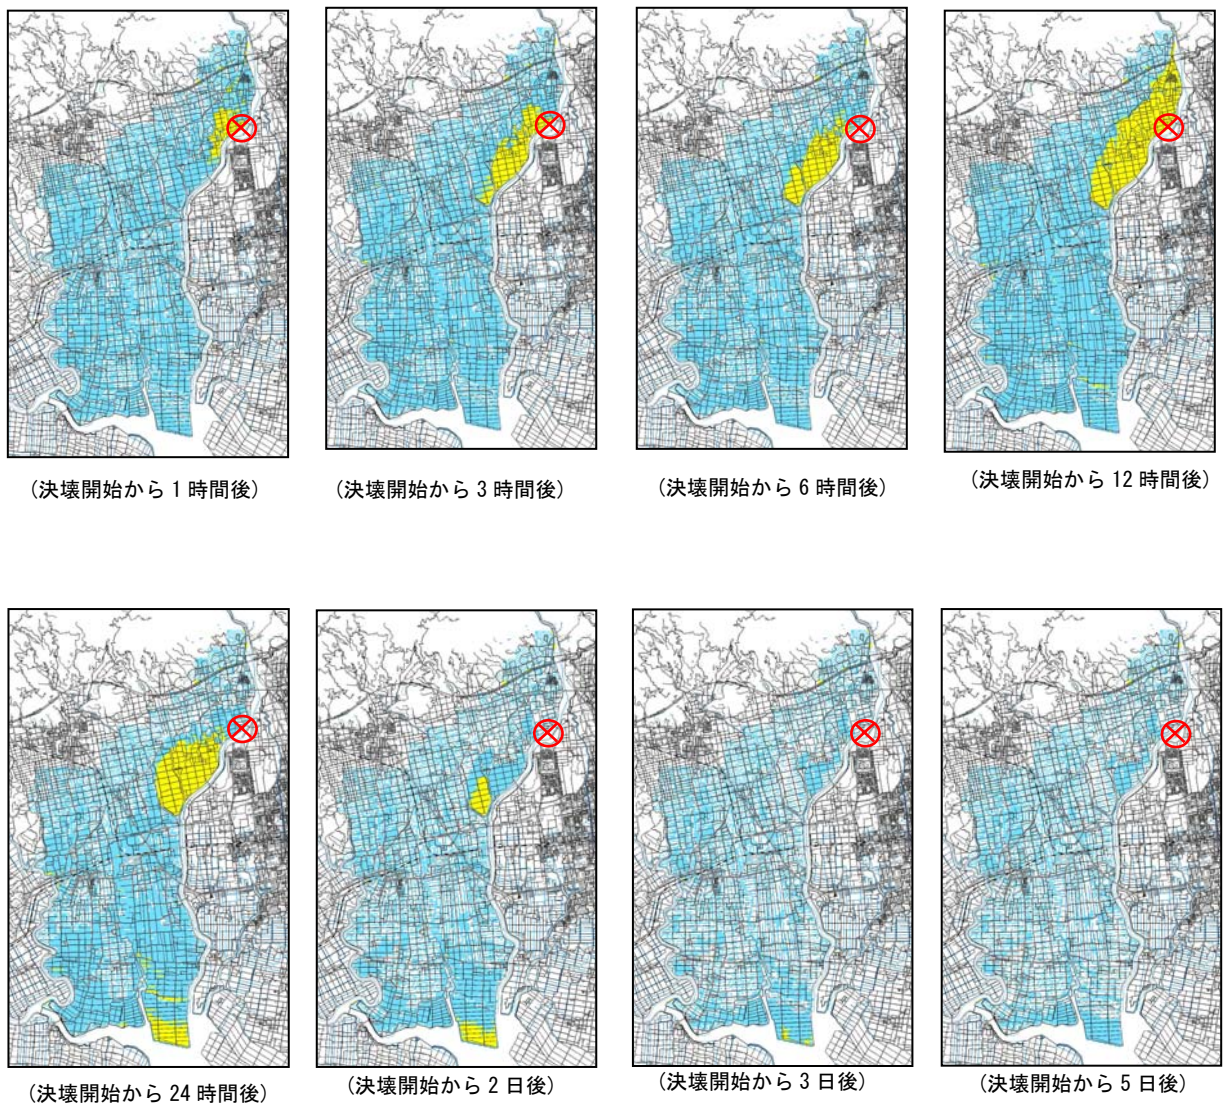 (決壊開始から 1 時間後)
(決壊開始から 3 時間後)
(決壊開始から 6 時間後)
(決壊開始から 12 時間後)
(決壊開始から 24 時間後)
(決壊開始から 2 日後)
(決壊開始から 3 日後)
(決壊開始から 5 日後)